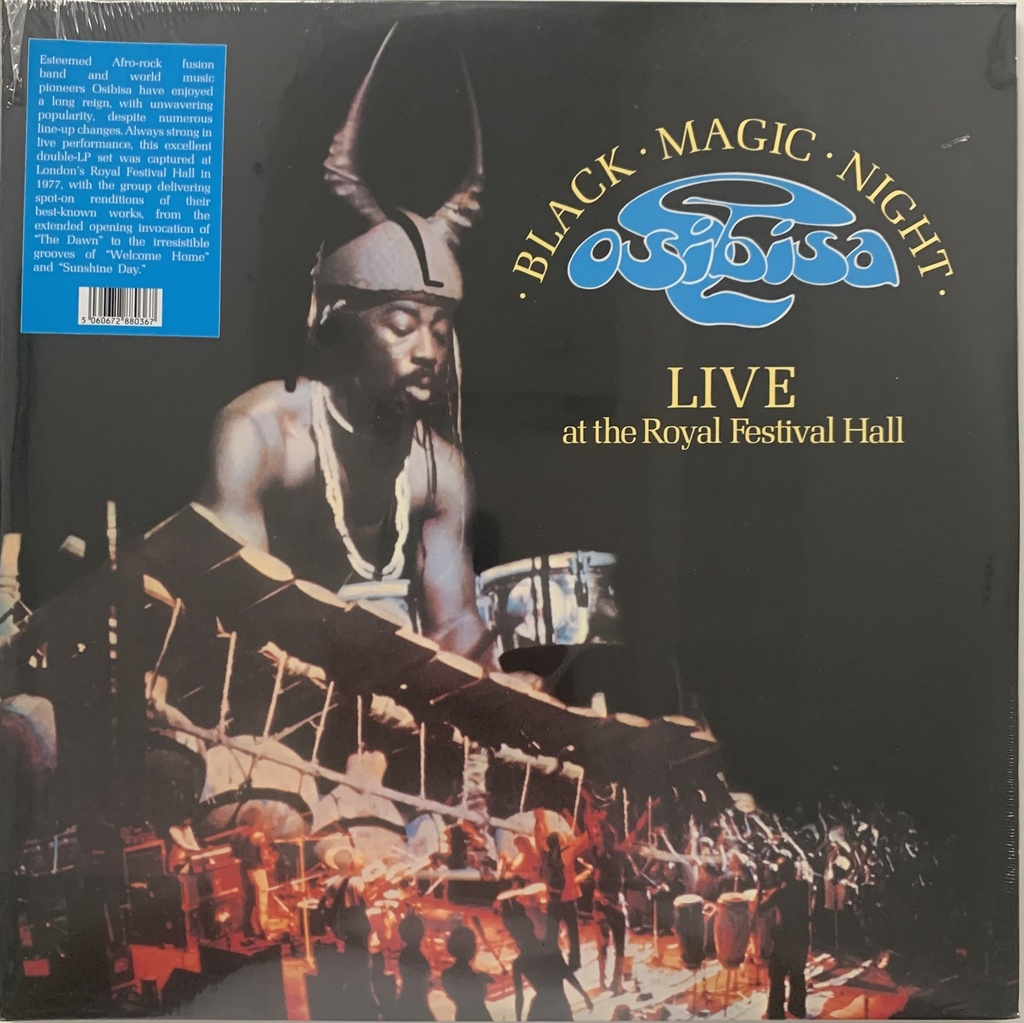 Esteemed Afro-rock fusion
band and world music
pioneers Osibisa have enjoyed
a long reign, with unwavering
popularity, despite numerous
line-up changes. Always strong in
live performance, this excellent
double-LP set was captured at
London's Royal Festival Hall in
1977, with the group delivering
spot-on renditions of their
best-known works, from the
extended opening invocation of
"The Dawn" to the irresistible
grooves of "Welcome Home"
and "Sunshine Day."
5 060672 880367
· BLACK · MAGIC · NIGHT ·
osibisa
LIVE
at the Royal Festival Hall